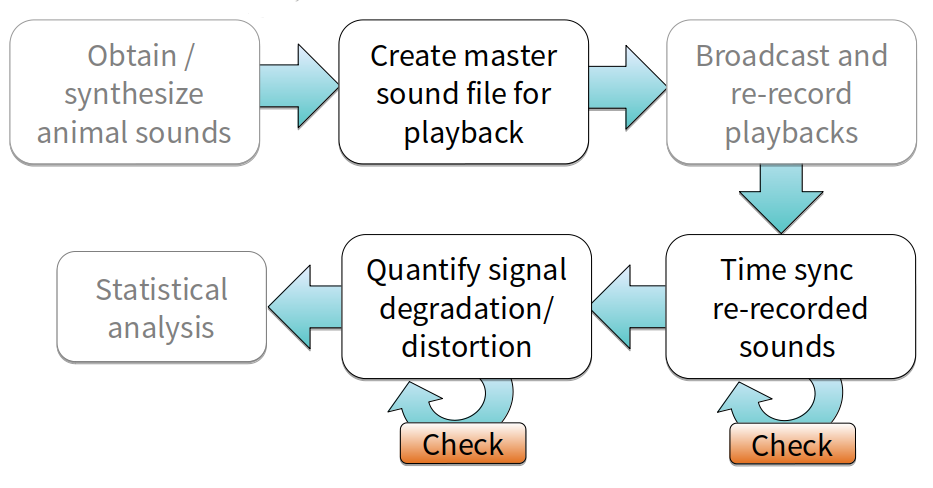 Obtain /
synthesize
animal sounds
Create master
sound file for
playback
Broadcast and
re-record
playbacks
Time sync
re-recorded
sounds
Check
Quantify signal
degradation/
distortion
Check
Statistical
analysis